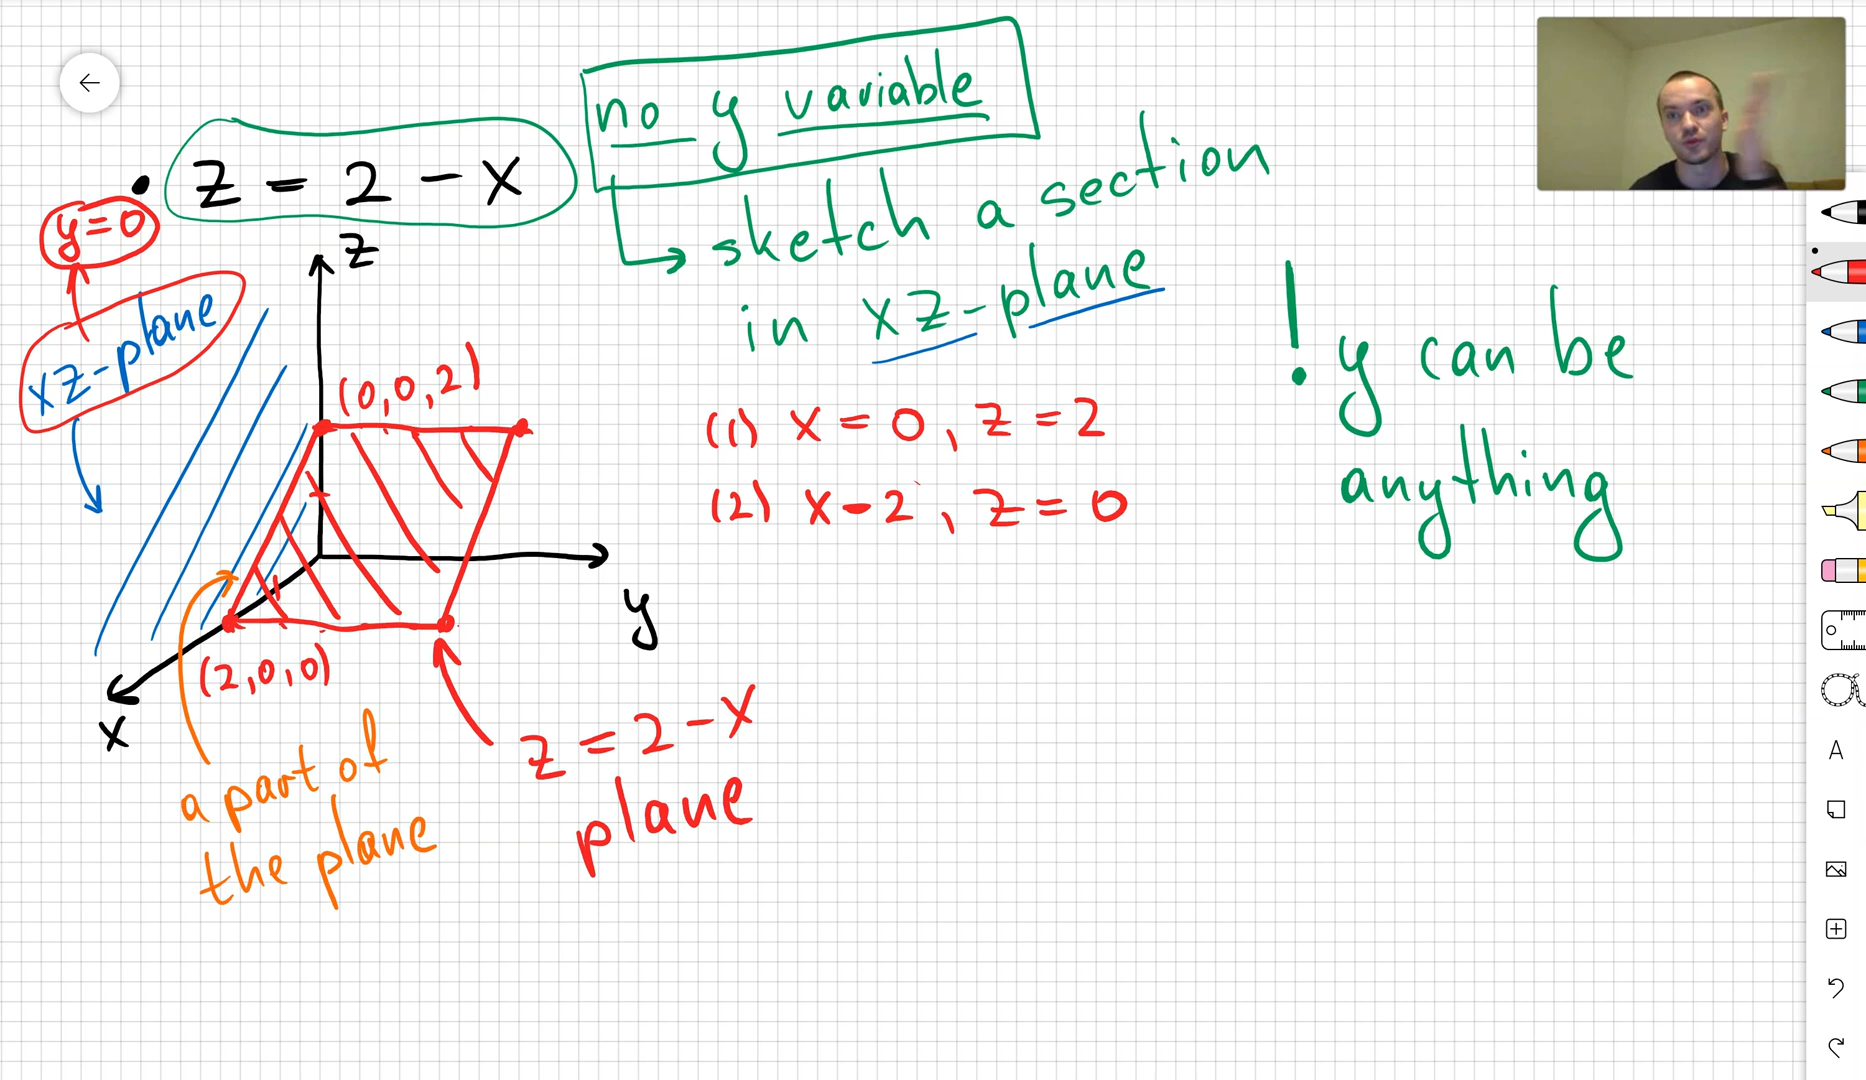 no y variable
z = 2 - x
y=0
sketch a section
in xz-plane
z
xz-plane
! y can be
anything
(0,0,2)
(1) x = 0, z = 2
(2) x - 2, z = 0
y
(2,0,0)
x
z = 2 - x
plane
a part of
the plane
A